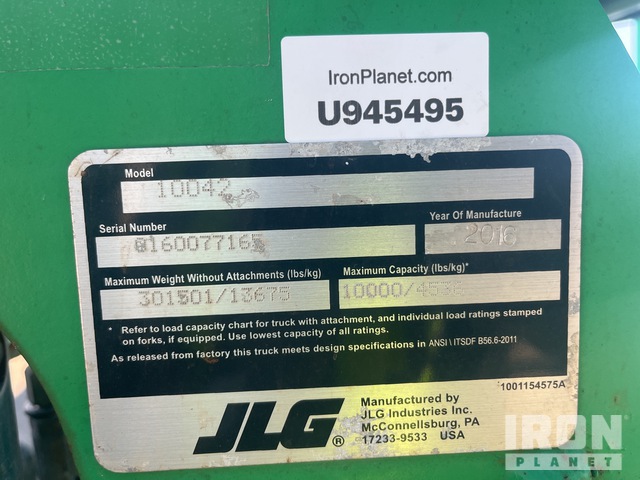 IronPlanet.com
U945495
Model
10042
Serial Number
0160077165
Year Of Manufacture
2016
Maximum Weight Without Attachments (lbs/kg)
Maximum Capacity (lbs/kg)*
301501/13675
10000/4536
* Refer to load capacity chart for truck with attachment, and individual load ratings stamped
on forks, if equipped. Use lowest capacity of all ratings.
As released from factory this truck meets design specifications in ANSI \ ITSDF B56.6-2011
1001154575A
JLG®
Manufactured by
JLG Industries Inc.
McConnellsburg, PA
17233-9533 USA
IRON
PLANET